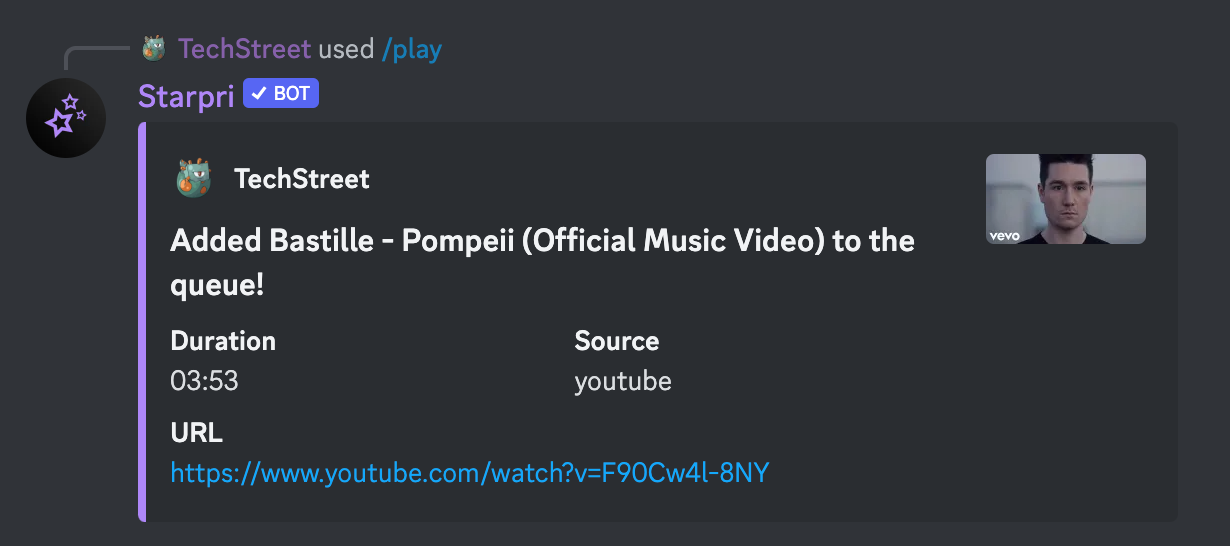 TechStreet used /play
Starpri ✓ BOT
TechStreet
Added Bastille - Pompeii (Official Music Video) to the
queue!
vevo
Duration
Source
03:53
youtube
URL
https://www.youtube.com/watch?v=F90Cw4l-8NY